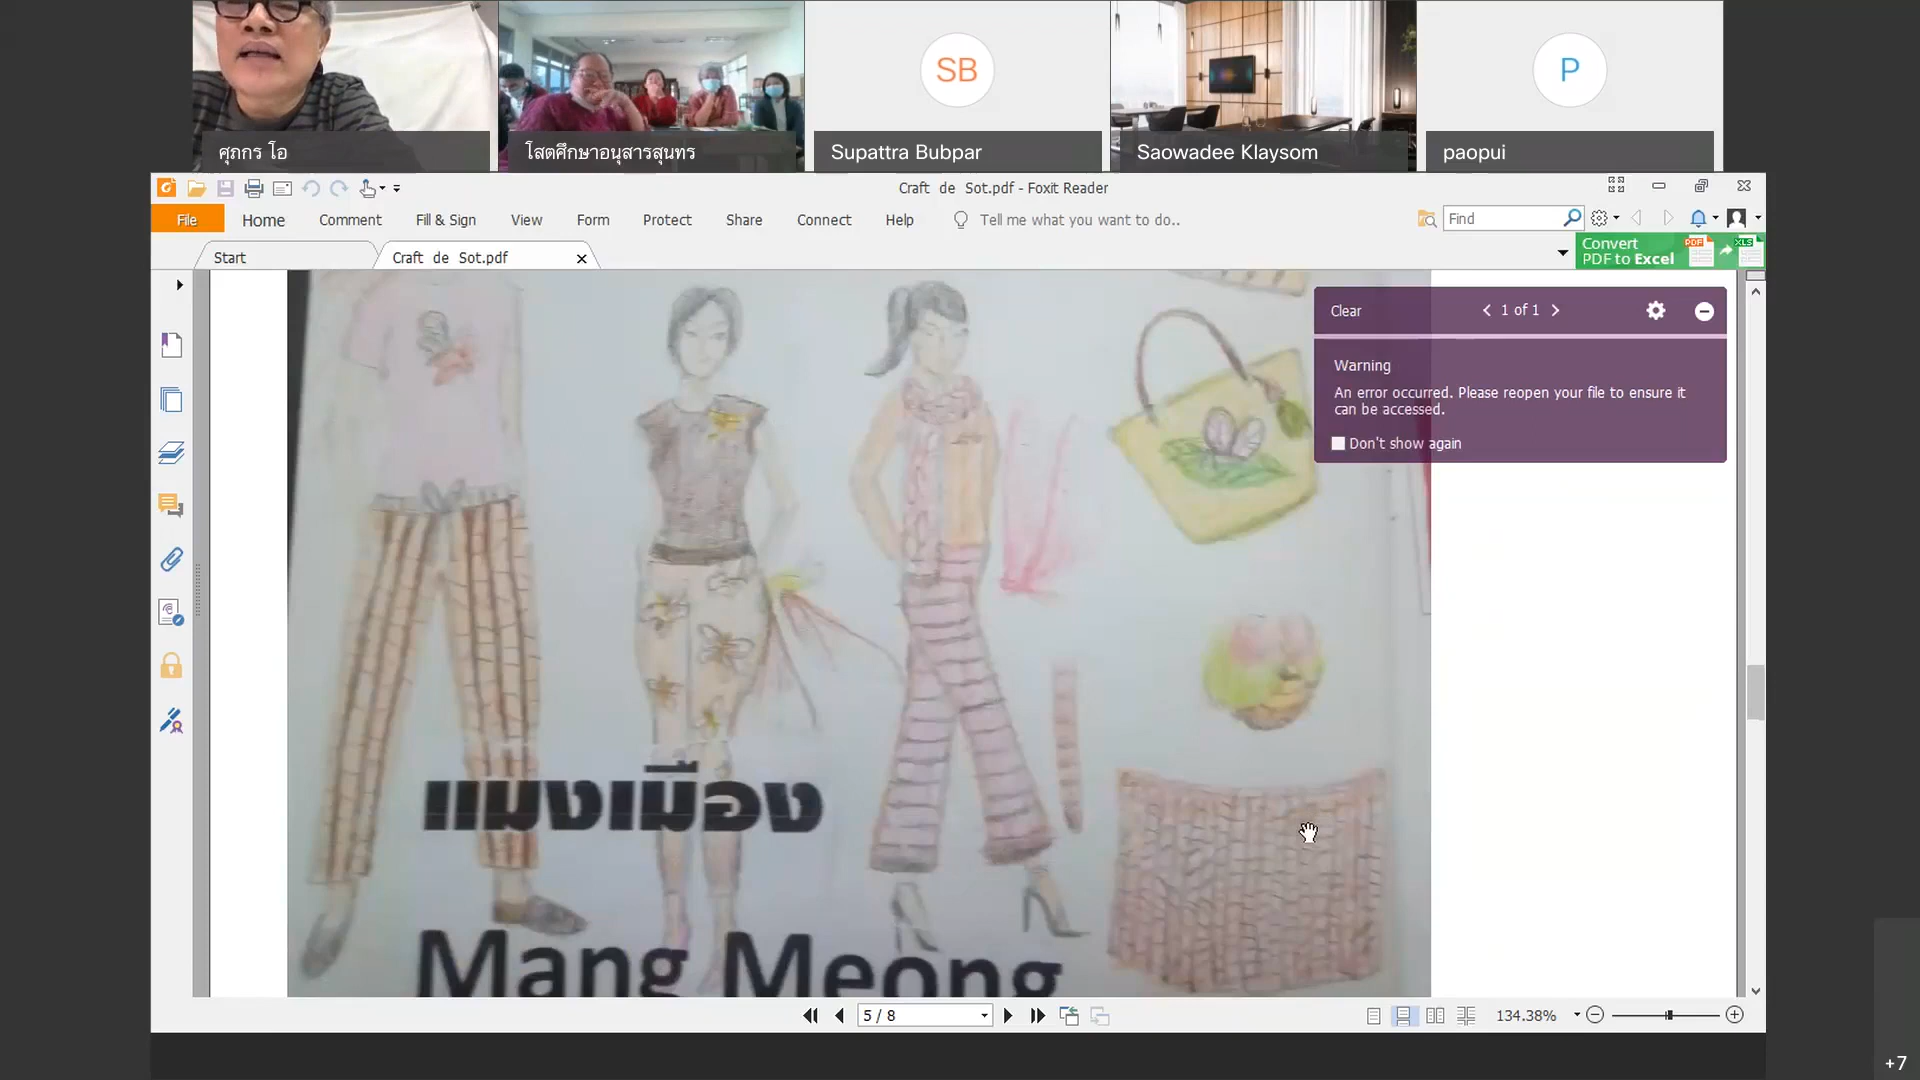 SB
P
ศุภกร โอ
โสตศึกษาอนุสารสุนทร
Supattra Bubpar
Saowadee Klaysom
paopui
Craft de Sot.pdf - Foxit Reader
File
Home
Comment
Fill & Sign
View
Form
Protect
Share
Connect
Help
Tell me what you want to do..
Find
Start
Craft de Sot.pdf
Convert
PDF to Excel
PDF
XLS
Clear
1 of 1
Warning
An error occurred. Please reopen your file to ensure it
can be accessed.
Don't show again
แมงเมือง
Mang Meong
5 / 8
134.38%
+7